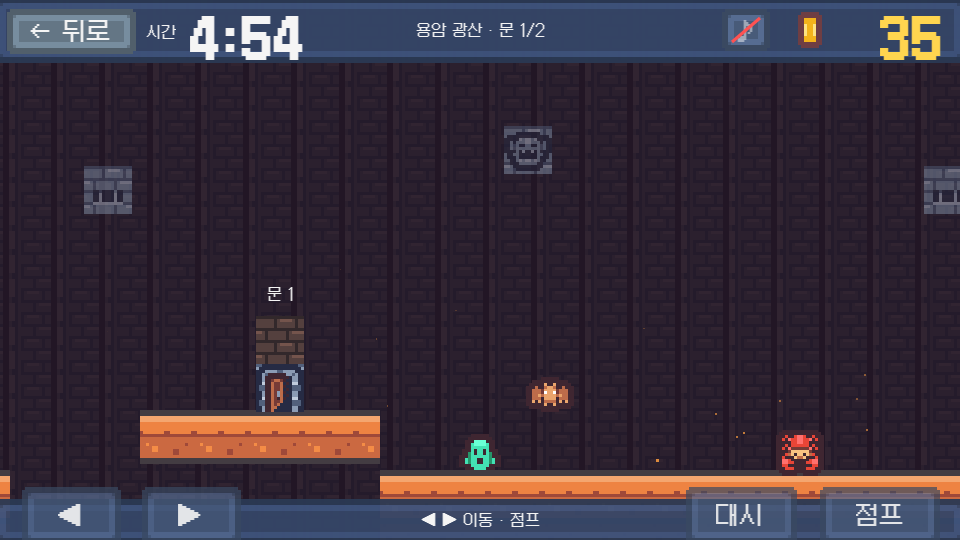 ← 뒤로
시간 4:54
용암 광산 · 문 1/2
35
문 1
◀ ▶ 이동 · 점프
대시
점프